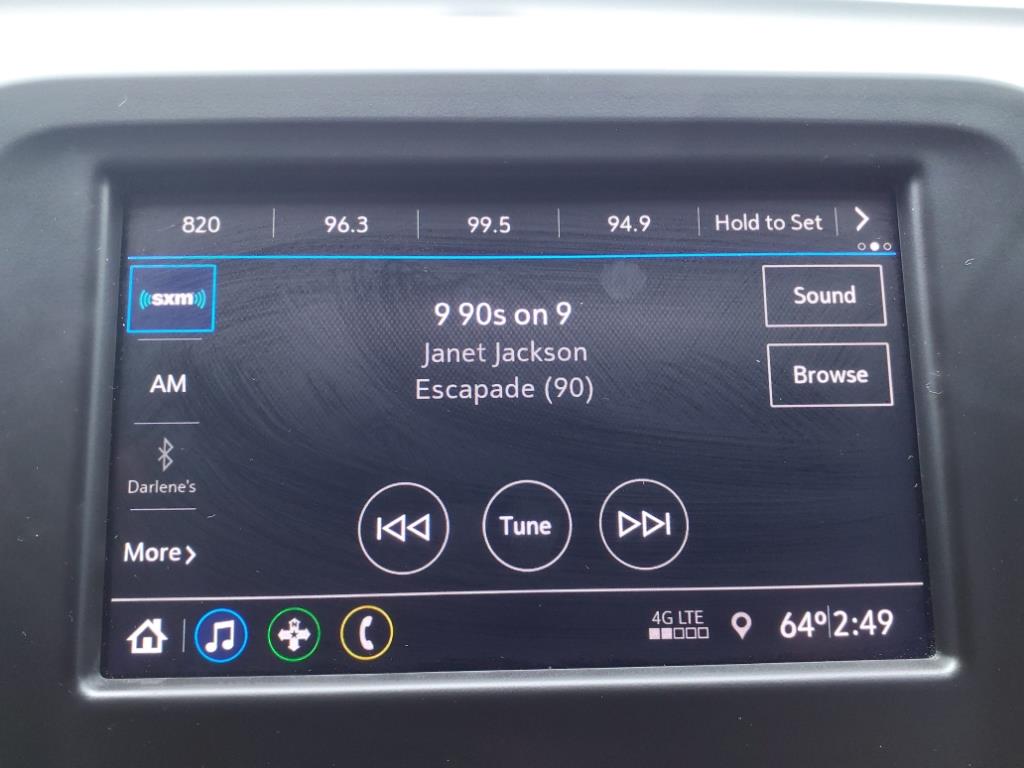 820 96.3 99.5 94.9 Hold to Set
sxm
9 90s on 9
Sound
Janet Jackson
AM
Escapade (90)
Browse
Darlene's
Tune
More
4G LTE
64° 2:49